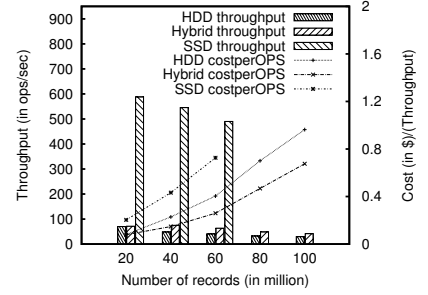 HDD throughput
Hybrid throughput
SSD throughput
HDD costperOPS
Hybrid costperOPS
SSD costperOPS
Throughput (in ops/sec)
900
800
700
600
500
400
300
200
100
0
2
1.6
1.2
0.8
0.4
0
Cost (in $)/(Throughput)
20 40 60 80 100
Number of records (in million)